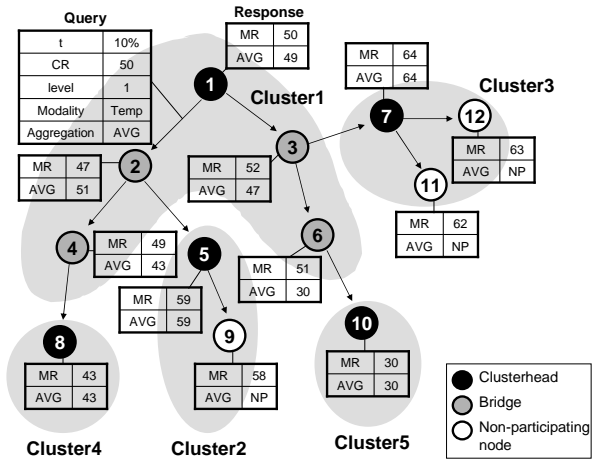 Query
t 10%
CR 50
level 1
Modality Temp
Aggregation AVG
Response
MR 50
AVG 49
1
Cluster1
MR 64
AVG 64
Cluster3
7
12
MR 63
AVG NP
11
MR 62
AVG NP
3
MR 52
AVG 47
2
MR 47
AVG 51
4
MR 49
AVG 43
5
MR 59
AVG 59
6
MR 51
AVG 30
8
MR 43
AVG 43
Cluster4
9
MR 58
AVG NP
Cluster2
10
MR 30
AVG 30
Cluster5
Clusterhead
Bridge
Non-participating
node